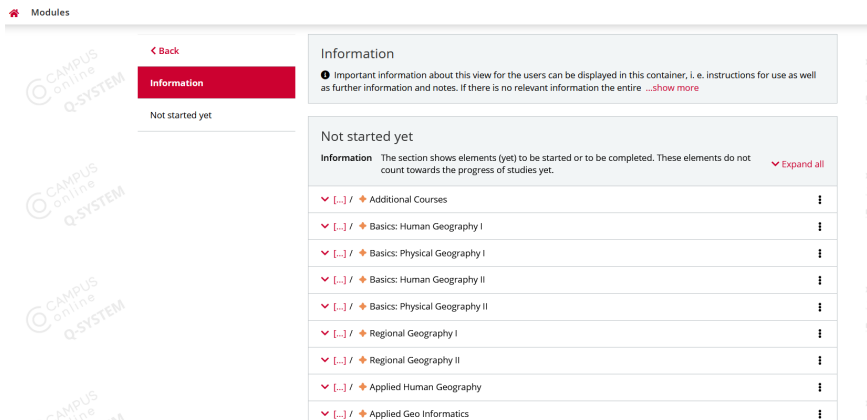 Modules
Back
Information
Not started yet
Information
Important information about this view for the users can be displayed in this container, i. e. instructions for use as well
as further information and notes. If there is no relevant information the entire ...show more
Not started yet
Information The section shows elements (yet) to be started or to be completed. These elements do not
count towards the progress of studies yet.
Expand all
[...] / Additional Courses
[...] / Basics: Human Geography I
[...] / Basics: Physical Geography I
[...] / Basics: Human Geography II
[...] / Basics: Physical Geography II
[...] / Regional Geography I
[...] / Regional Geography II
[...] / Applied Human Geography
[...] / Applied Geo Informatics
CAMPUS
online
Q-SYSTEM
CAMPUS
online
Q-SYSTEM
CAMPUS
online
Q-SYSTEM
CAMPUS
online